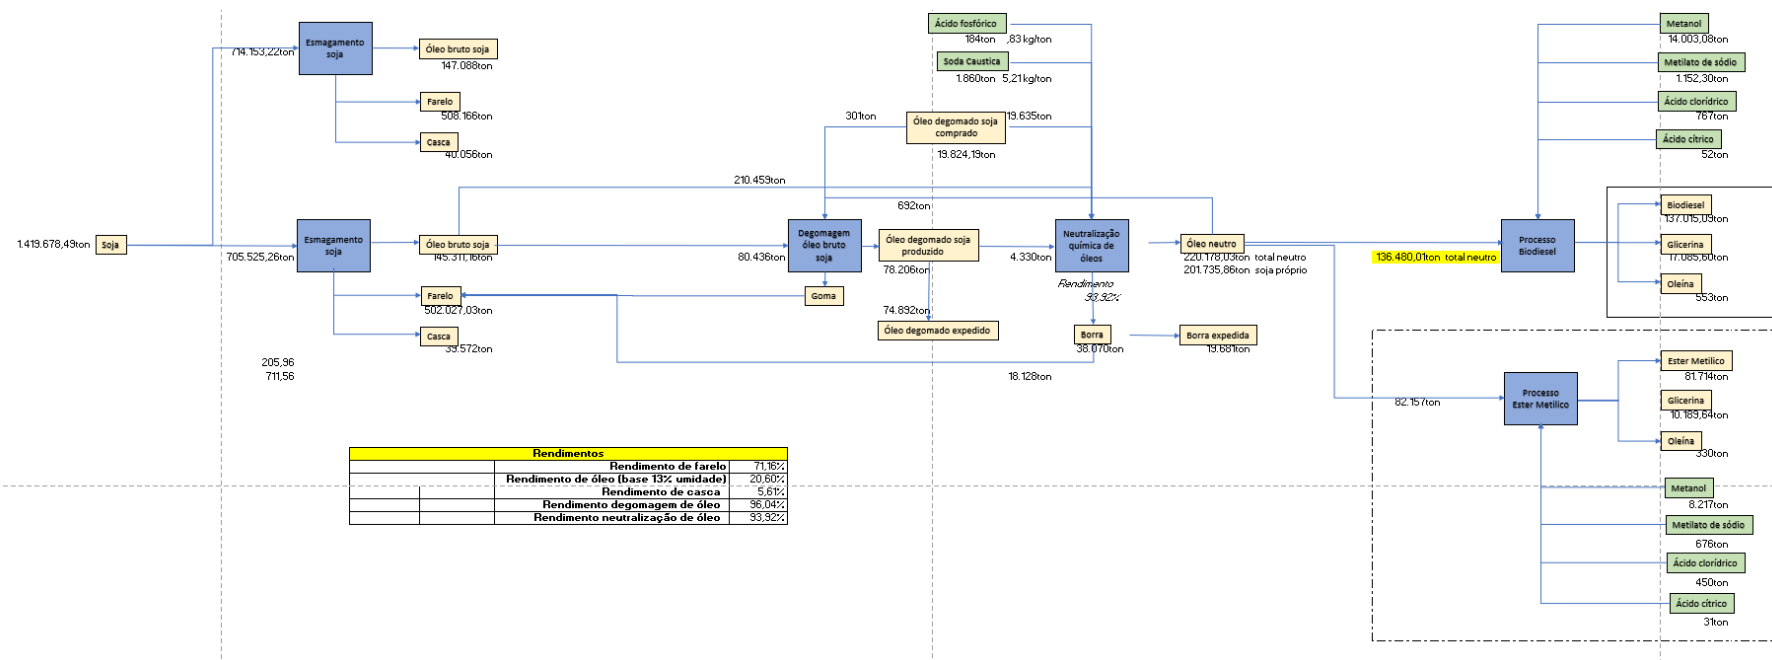 Esmagamento
soja
714.153,22ton
Óleo bruto soja
147.088ton
Farelo
508.166ton
Casca
40.056ton
Ácido fosfórico
184ton ,83 kg/ton
Soda Caustica
1.860ton 5,21 kg/ton
301ton
Óleo degomado soja
comprado
19.635ton
19.824,19ton
210.459ton
692ton
1.419.678,49ton
Soja
Esmagamento
soja
705.525,26ton
Óleo bruto soja
145.311,16ton
Farelo
502.027,03ton
Casca
39.572ton
205,96
711,56
Degomagem
óleo bruto
soja
80.436ton
Goma
Óleo degomado soja
produzido
78.206ton
74.892ton
Óleo degomado expedido
Neutralização
química de
óleos
4.330ton
Rendimento
93,92%
Borra
38.070ton
Borra expedida
19.681ton
18.128ton
Óleo neutro
220.178,03ton total neutro
201.735,86ton soja próprio
136.480,01ton total neutro
Processo
Biodiesel
Metanol
14.003,08ton
Metilato de sódio
1.152,30ton
Ácido clorídrico
767ton
Ácido cítrico
52ton
Biodiesel
137.015,09ton
Glicerina
17.085,60ton
Oleína
553ton
82.157ton
Processo
Ester Metilico
Ester Metilico
81.714ton
Glicerina
10.189,64ton
Oleína
330ton
Metanol
8.217ton
Metilato de sódio
676ton
Ácido clorídrico
450ton
Ácido cítrico
31ton
Rendimentos
Rendimento de farelo 71,16%
Rendimento de óleo (base 13% umidade) 20,60%
Rendimento de casca 5,61%
Rendimento degomagem de óleo 96,04%
Rendimento neutralização de óleo 93,92%